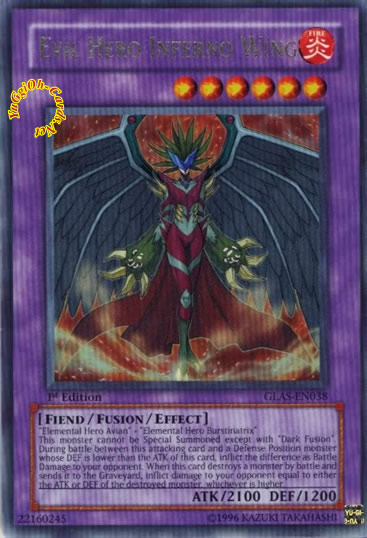 EVIL HERO INFERNO WING
FIRE
炎
YuGiOh-Cards.Net
1st Edition
GLAS-EN038
[FIEND/FUSION/EFFECT]
"Elemental Hero Avian" + "Elemental Hero Burstinatrix"
This monster cannot be Special Summoned except with "Dark Fusion".
During battle between this attacking card and a Defense Position monster
whose DEF is lower than the ATK of this card, inflict the difference as Battle
Damage to your opponent. When this card destroys a monster by battle and
sends it to the Graveyard, inflict damage to your opponent equal to either
the ATK or DEF of the destroyed monster, whichever is higher.
ATK/2100 DEF/1200
22160245
©1996 KAZUKI TAKAHASHI
YU-GI-